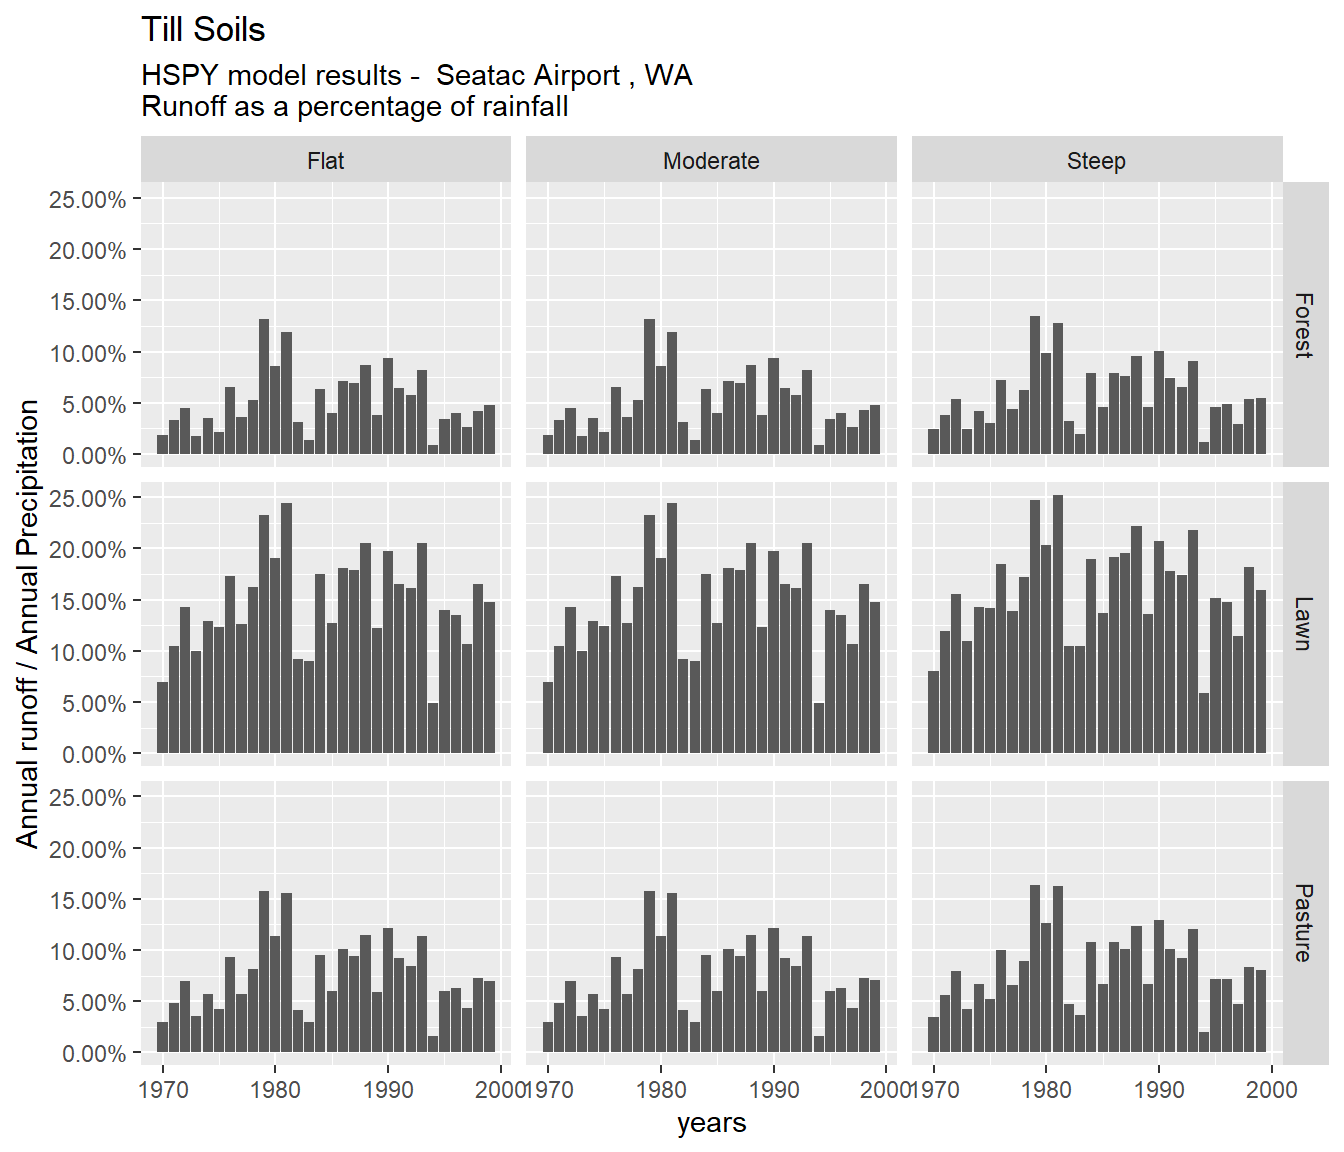 Till Soils
HSPY model results -  Seatac Airport , WA
Runoff as a percentage of rainfall
Flat
Moderate
Steep
25.00%
20.00%
15.00%
10.00%
5.00%
0.00%
Forest
25.00%
20.00%
15.00%
10.00%
5.00%
0.00%
Lawn
25.00%
20.00%
15.00%
10.00%
5.00%
0.00%
Pasture
Annual runoff / Annual Precipitation
1970 1980 1990 2000
1970 1980 1990 2000
1970 1980 1990 2000
years